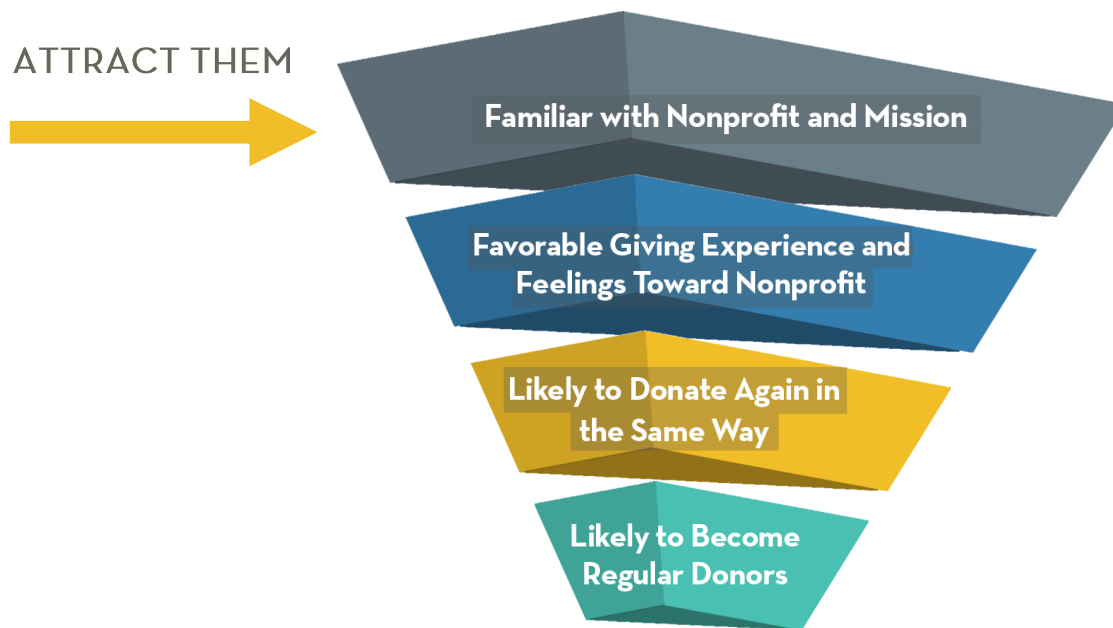 ATTRACT THEM
Familiar with Nonprofit and Mission
Favorable Giving Experience and
Feelings Toward Nonprofit
Likely to Donate Again in
the Same Way
Likely to Become
Regular Donors